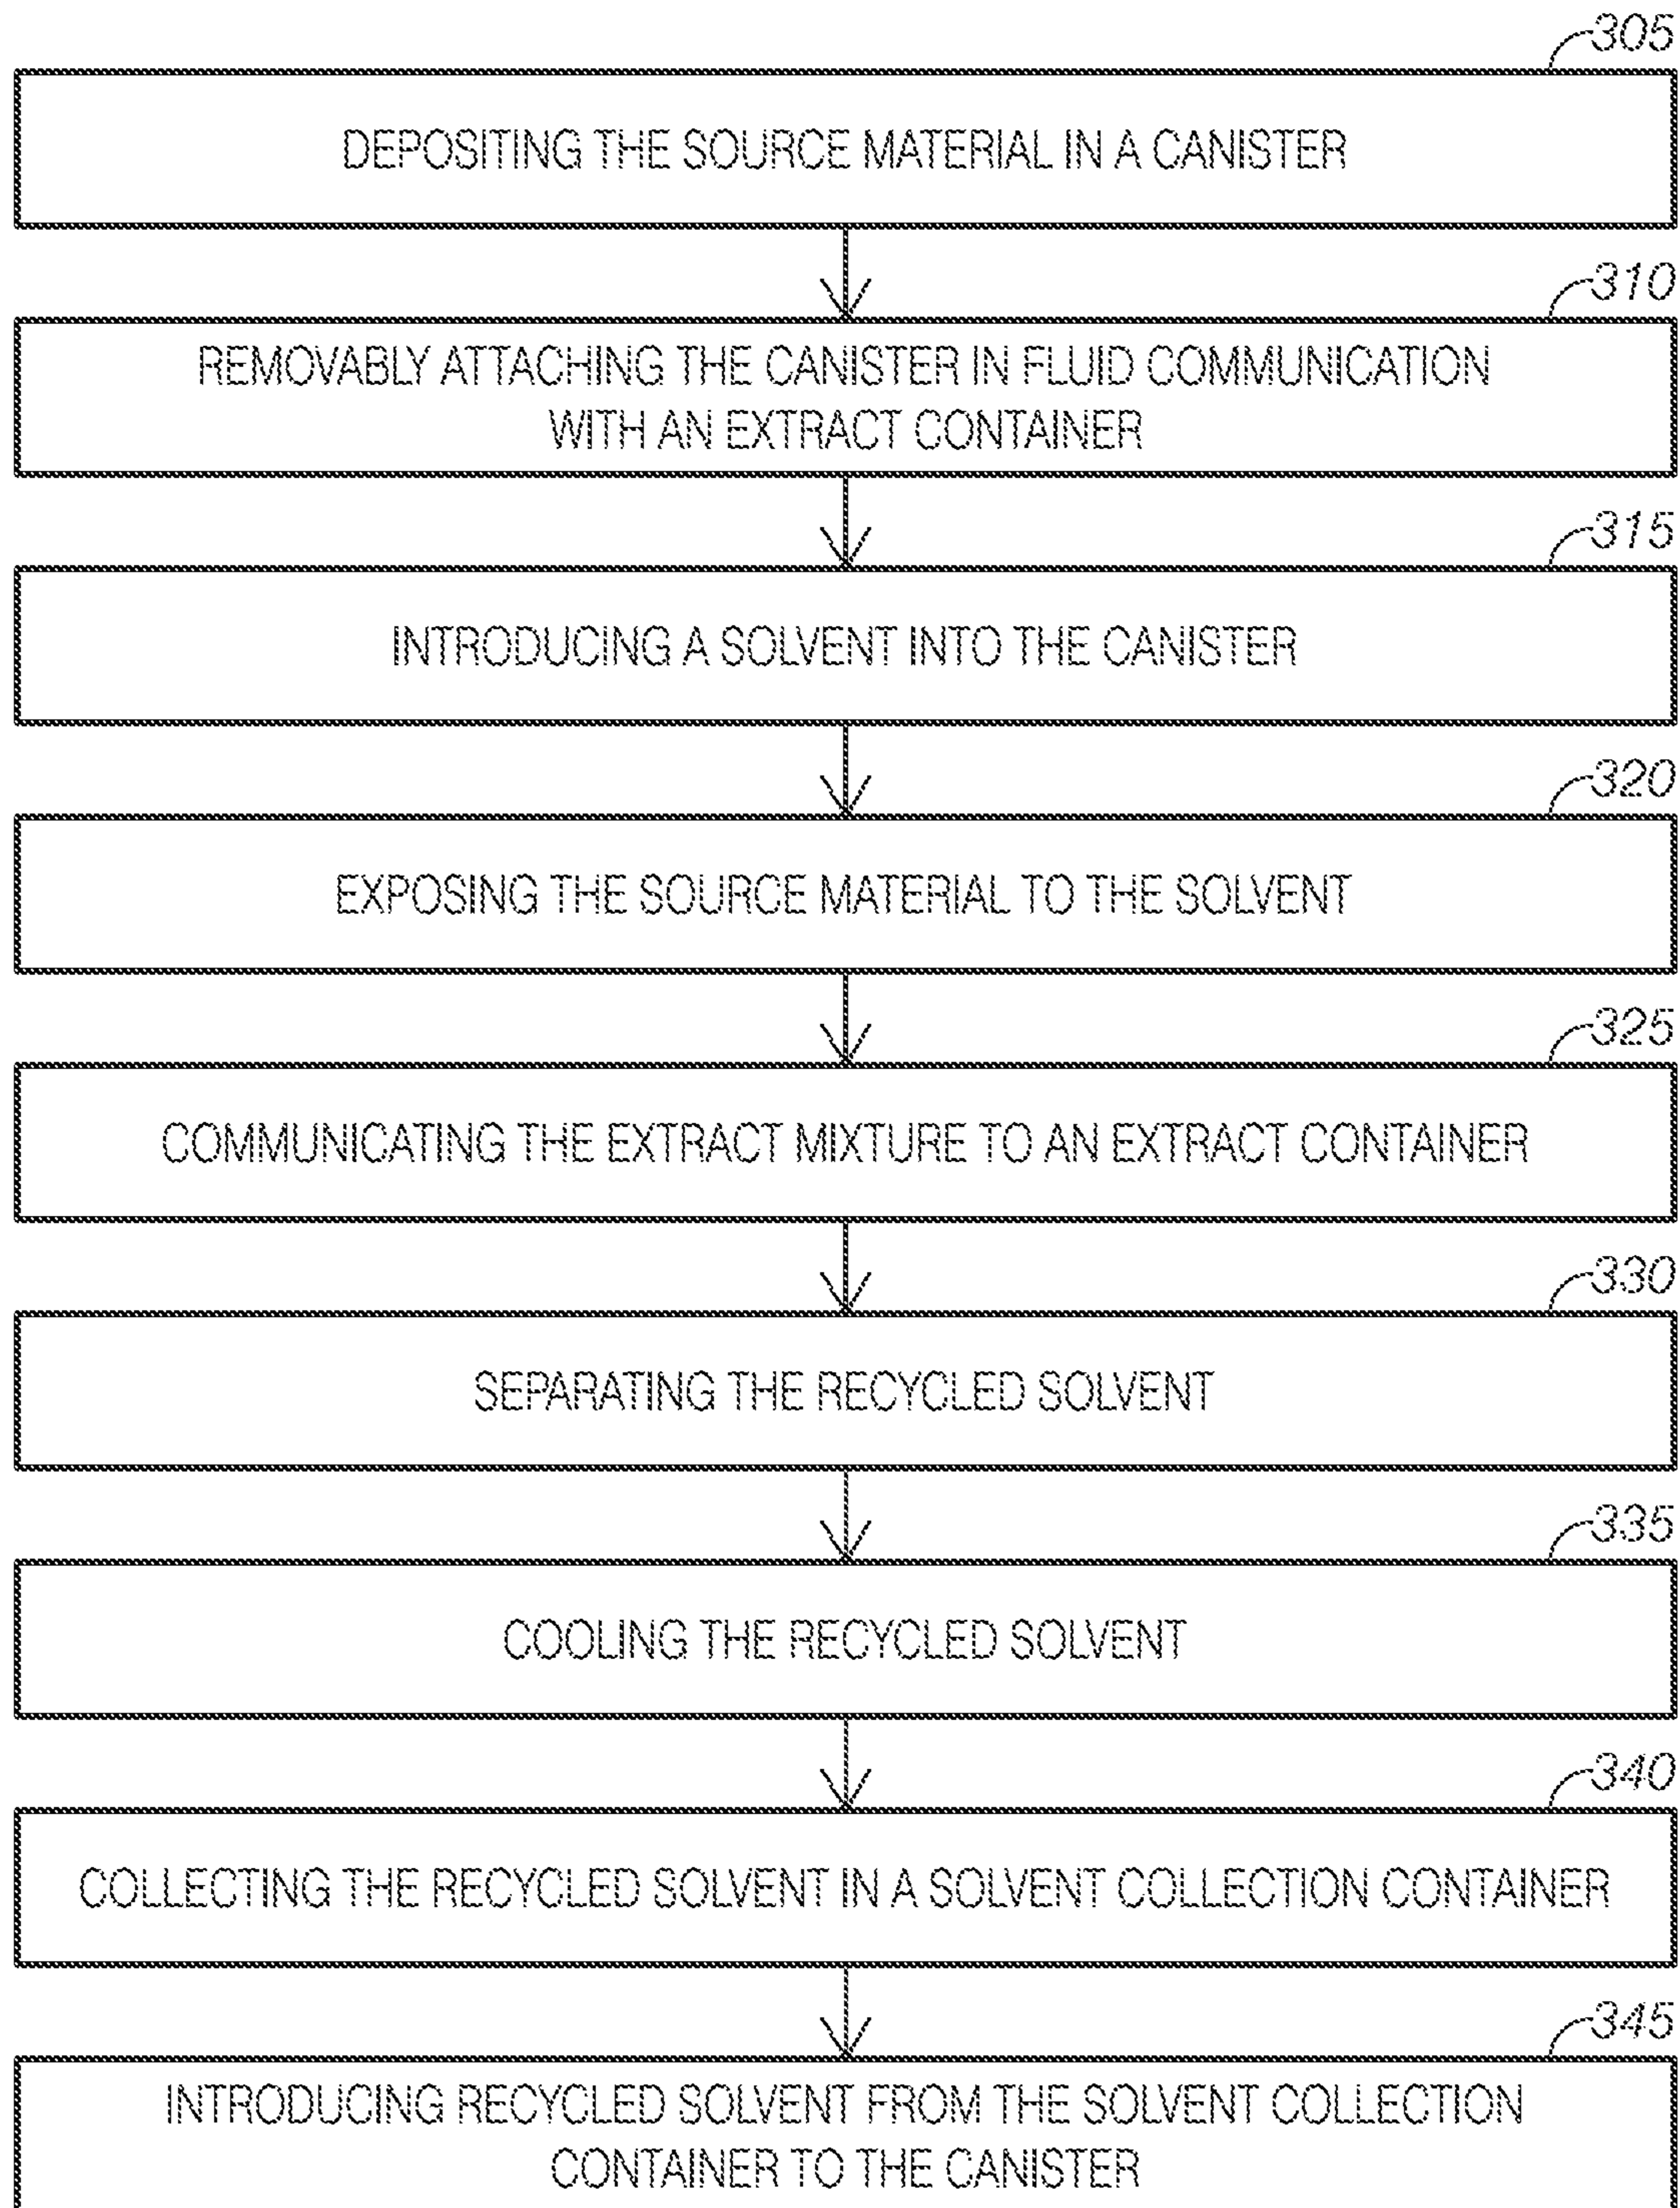 305
DEPOSITING THE SOURCE MATERIAL IN A CANISTER
310
REMOVABLY ATTACHING THE CANISTER IN FLUID COMMUNICATION
WITH AN EXTRACT CONTAINER
315
INTRODUCING A SOLVENT INTO THE CANISTER
320
EXPOSING THE SOURCE MATERIAL TO THE SOLVENT
325
COMMUNICATING THE EXTRACT MIXTURE TO AN EXTRACT CONTAINER
330
SEPARATING THE RECYCLED SOLVENT
335
COOLING THE RECYCLED SOLVENT
340
COLLECTING THE RECYCLED SOLVENT IN A SOLVENT COLLECTION CONTAINER
345
INTRODUCING RECYCLED SOLVENT FROM THE SOLVENT COLLECTION
CONTAINER TO THE CANISTER